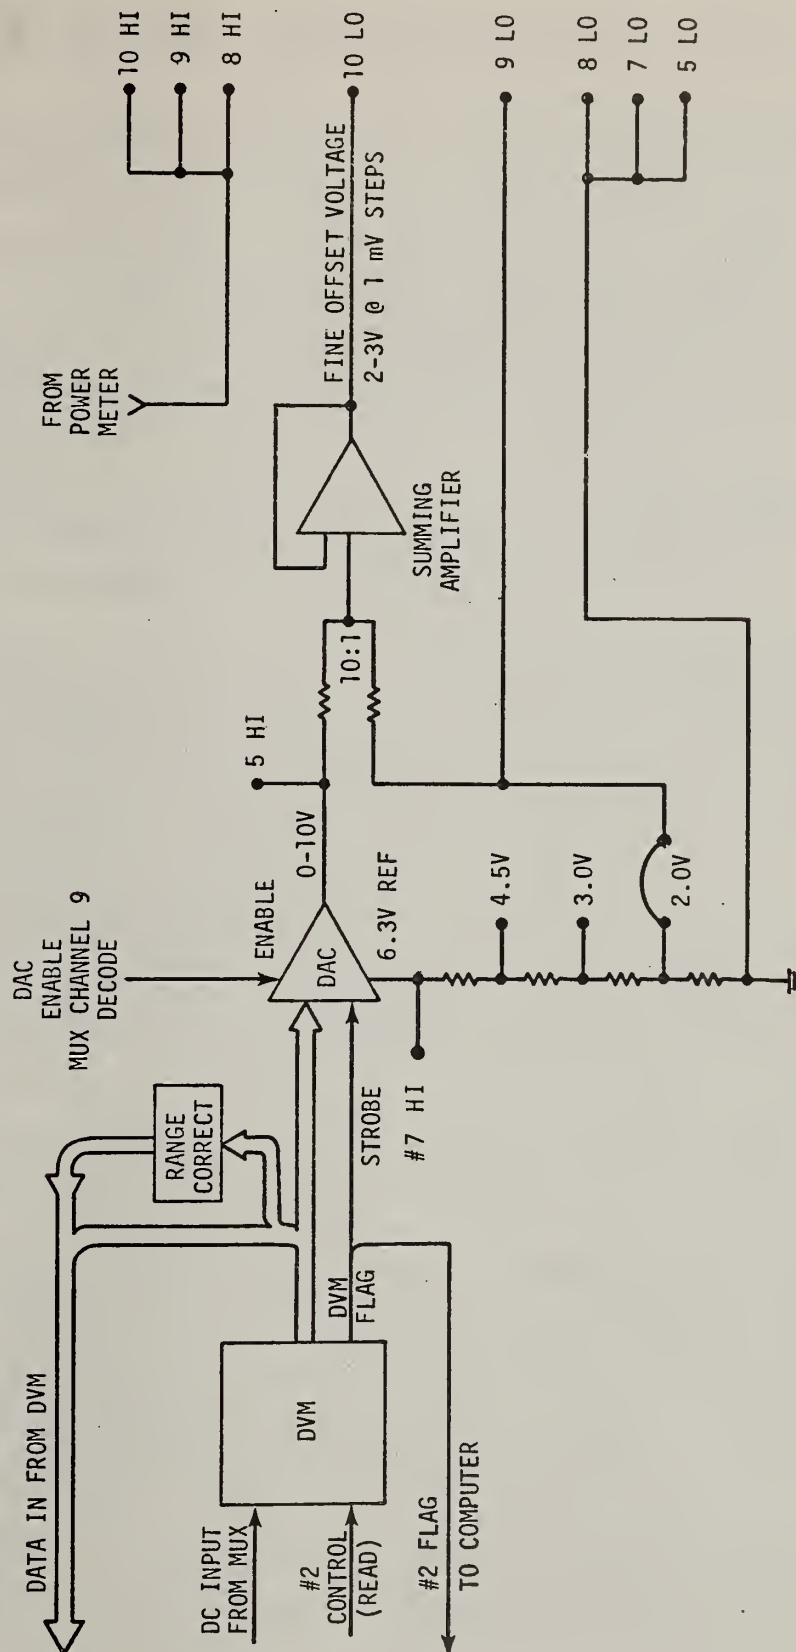 DATA IN FROM DVM
DC INPUT
FROM MUX
#2
CONTROL
(READ)
#2 FLAG
TO COMPUTER
DVM
DVM
FLAG
RANGE
CORRECT
STROBE
#7 HI
DAC
ENABLE
MUX CHANNEL 9
DECODE
ENABLE
DAC
0-10V
6.3V REF
5 HI
4.5V
3.0V
2.0V
10:1
SUMMING
AMPLIFIER
FROM
POWER
METER
FINE OFFSET VOLTAGE
2-3V @ 1 mV STEPS
10 HI
9 HI
8 HI
10 LO
9 LO
8 LO
7 LO
5 LO